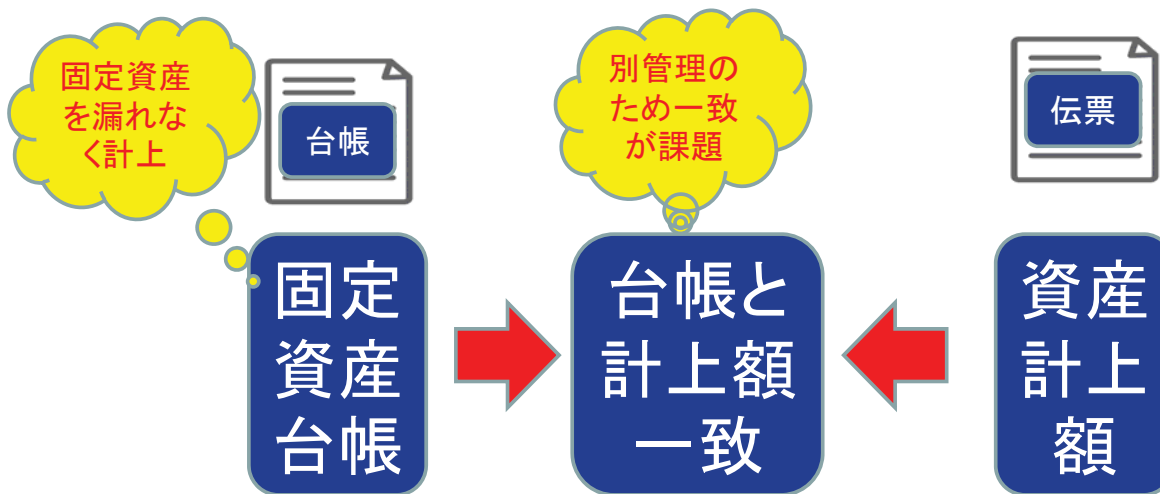 固定資産
を漏れな
く計上
台帳
別管理の
ため一致
が課題
伝票
固定
資産
台帳
台帳と
計上額
一致
資産
計上
額